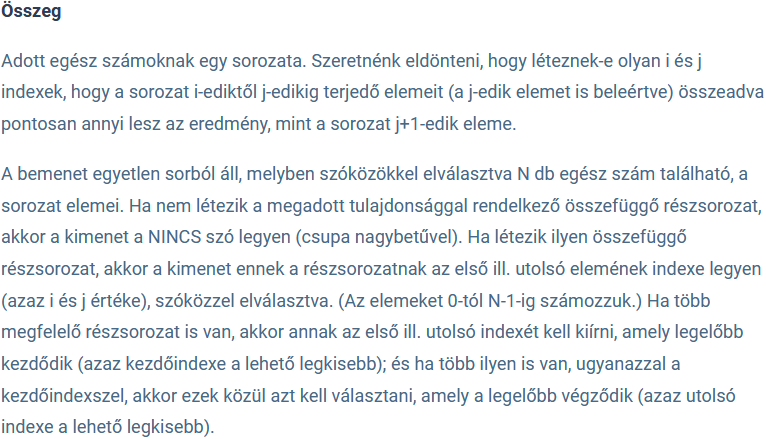 Összeg
Adott egész számoknak egy sorozata. Szeretnénk eldönteni, hogy léteznek-e olyan i és j
indexek, hogy a sorozat i-ediktől j-edikig terjedő elemeit (a j-edik elemet is beleértve) összeadva
pontosan annyi lesz az eredmény, mint a sorozat j+1-edik eleme.
A bemenet egyetlen sorból áll, melyben szóközökkel elválasztva N db egész szám található, a
sorozat elemei. Ha nem létezik a megadott tulajdonsággal rendelkező összefüggő részsorozat,
akkor a kimenet a NINCS szó legyen (csupa nagybetűvel). Ha létezik ilyen összefüggő
részsorozat, akkor a kimenet ennek a részsorozatnak az első ill. utolsó elemének indexe legyen
(azaz i és j értéke), szóközzel elválasztva. (Az elemeket 0-tól N-1-ig számozzuk.) Ha több
megfelelő részsorozat is van, akkor annak az első ill. utolsó indexét kell kiírni, amely legelőbb
kezdődik (azaz kezdőindexe a lehető legkisebb); és ha több ilyen is van, ugyanazzal a
kezdőindexszel, akkor ezek közül azt kell választani, amely a legelőbb végződik (azaz utolsó
indexe a lehető legkisebb).